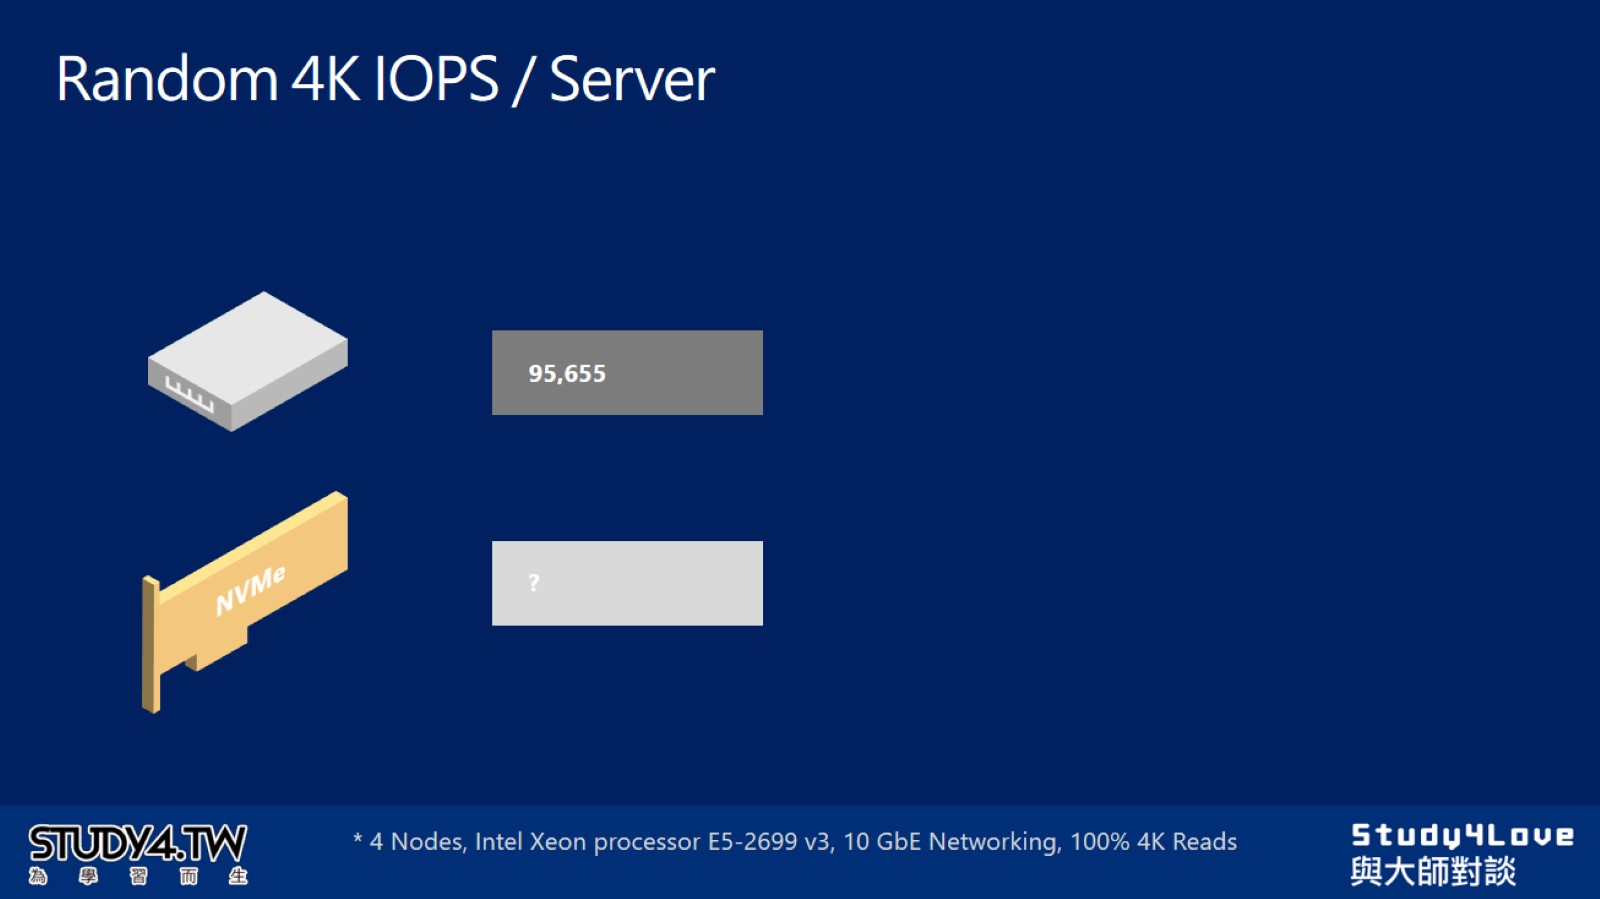 Random 4K IOPS / Server
95,655
NVMe
?
* 4 Nodes, Intel Xeon processor E5-2699 v3, 10 GbE Networking, 100% 4K Reads
STUDY4.TW
為學習而生
Study4Love
與大師對談